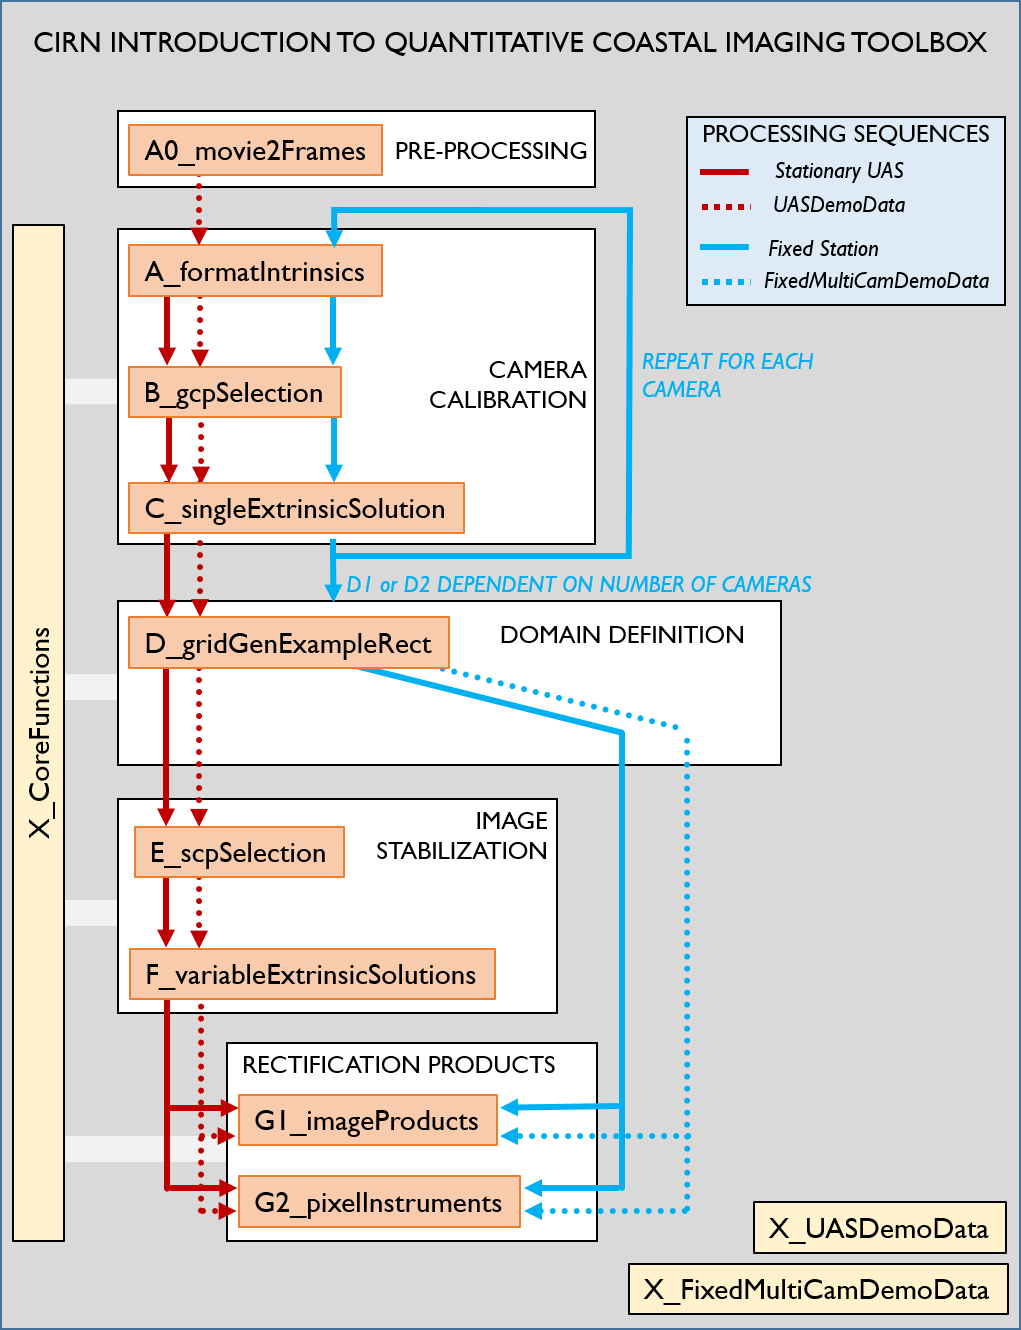 CIRN INTRODUCTION TO QUANTITATIVE COASTAL IMAGING TOOLBOX
A0_movie2Frames
PRE-PROCESSING
PROCESSING SEQUENCES
Stationary UAS
UASDemoData
Fixed Station
FixedMultiCamDemoData
A_formatIntrinsics
B_gcpSelection
CAMERA
CALIBRATION
REPEAT FOR EACH
CAMERA
C_singleExtrinsicSolution
D1 or D2 DEPENDENT ON NUMBER OF CAMERAS
D_gridGenExampleRect
DOMAIN DEFINITION
X_CoreFunctions
IMAGE
STABILIZATION
E_scpSelection
F_variableExtrinsicSolutions
RECTIFICATION PRODUCTS
G1_imageProducts
G2_pixelInstruments
X_UASDemoData
X_FixedMultiCamDemoData